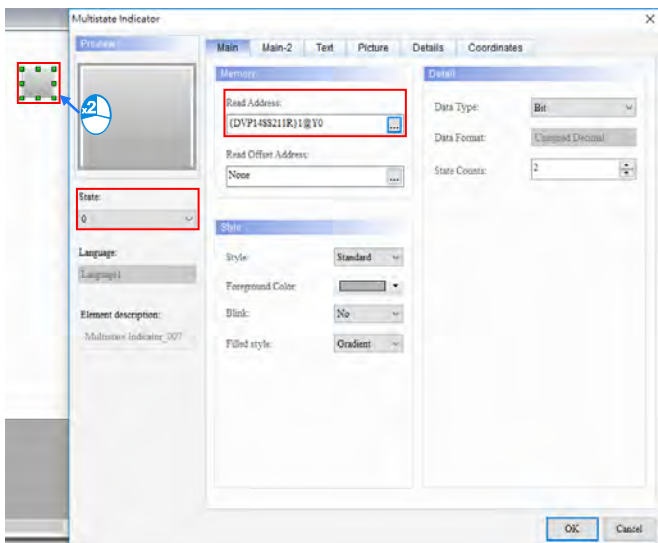 Multistate Indicator
Preview
Main Main-2 Text Picture Details Coordinates
Memory
Read Address:
{DVP14SS211R}1@Y0
...
Read Offset Address:
None
...
Detail
Data Type: Bit
Data Format: Unsigned Decimal
State Counts: 2
x2
State:
0
Language:
Language1
Element description:
Multistate Indicator_007
Style
Style: Standard
Foreground Color:
Blink: No
Filled style: Gradient
OK Cancel